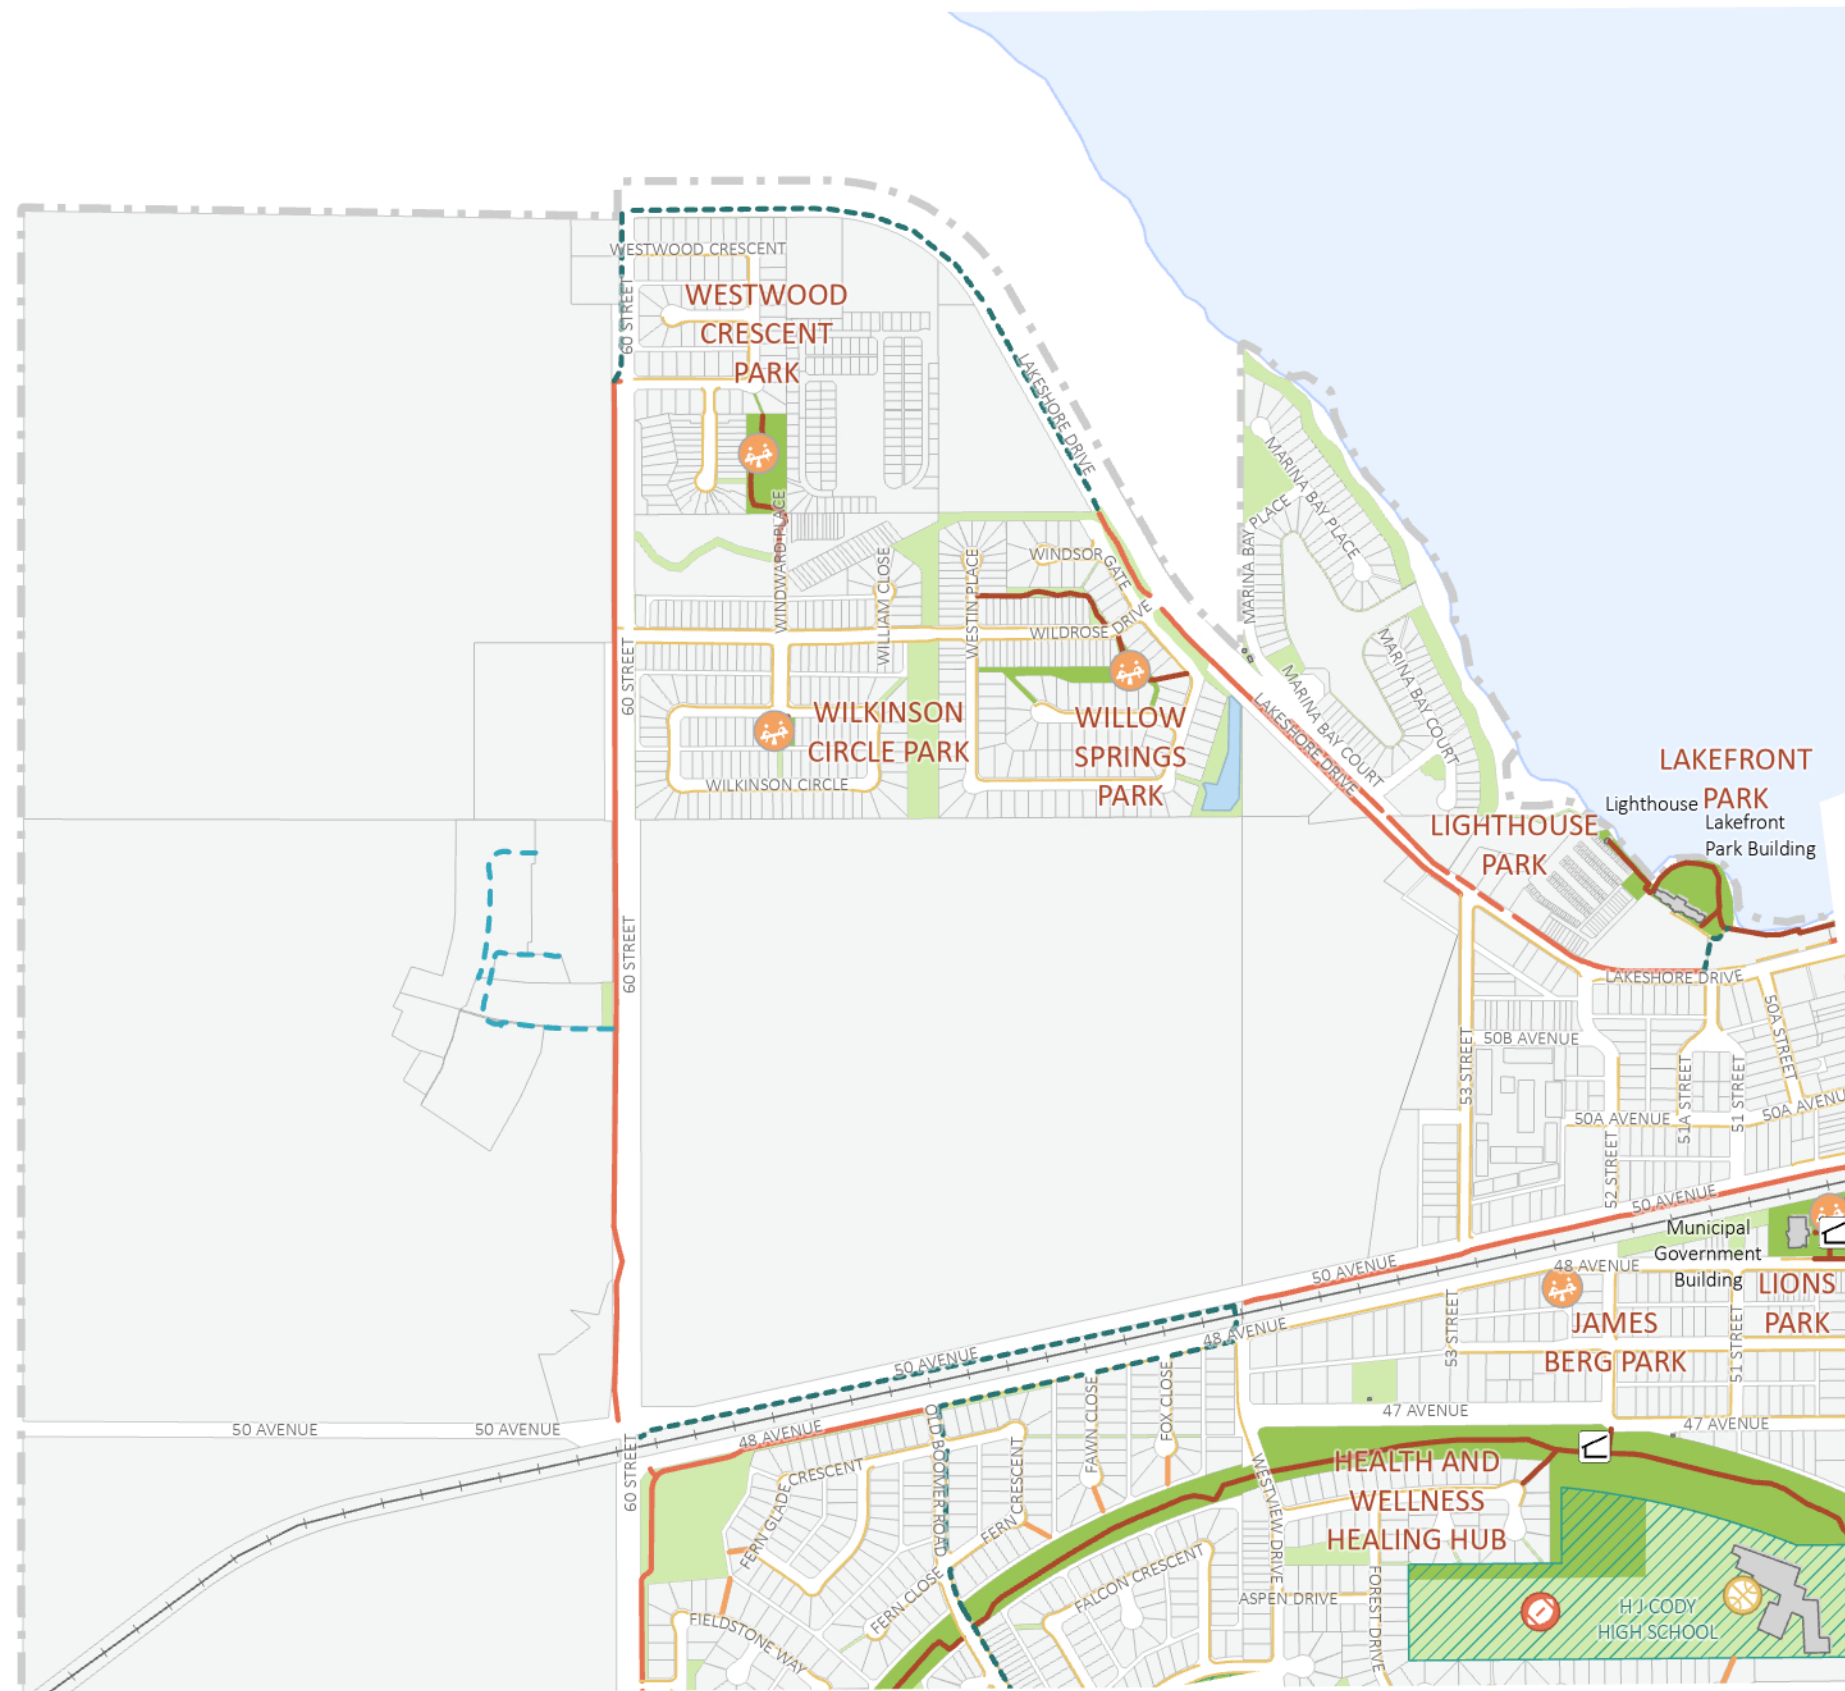 WESTWOOD CRESCENT
60 STREET
WESTWOOD
CRESCENT
PARK
LAKESHORE DRIVE
MARINA BAY PLACE
MARINA BAY PLACE
WINDWARD PLACE
WILLIAM CLOSE
WESTIN PLACE
WINDSOR
GATE
WILDROSE DRIVE
60 STREET
WILKINSON
CIRCLE PARK
WILKINSON CIRCLE
WILLOW
SPRINGS
PARK
LAKESHORE DRIVE
MARINA BAY COURT
MARINA BAY COURT
LAKEFRONT
PARK
Lighthouse
Lakefront
Park Building
LIGHTHOUSE
PARK
60 STREET
LAKESHORE DRIVE
50A STREET
50B AVENUE
53 STREET
51A STREET
51 STREET
50A AVENUE
50A AVENU
52 STREET
50 AVENUE
Municipal
Government
Building
48 AVENUE
LIONS
PARK
JAMES
BERG PARK
50 AVENUE
53 STREET
51 STREET
48 AVENUE
50 AVENUE
50 AVENUE
50 AVENUE
48 AVENUE
60 STREET
OLD BOOMER ROAD
FAWN CLOSE
FOX CLOSE
47 AVENUE
47 AVENUE
HEALTH AND
WELLNESS
HEALING HUB
WESTVIEW DRIVE
FERN GLADE CRESCENT
FERN CRESCENT
FERN CLOSE
FALCON CRESCENT
ASPEN DRIVE
FOREST DRIVE
FIELDSTONE WAY
H J CODY
HIGH SCHOOL